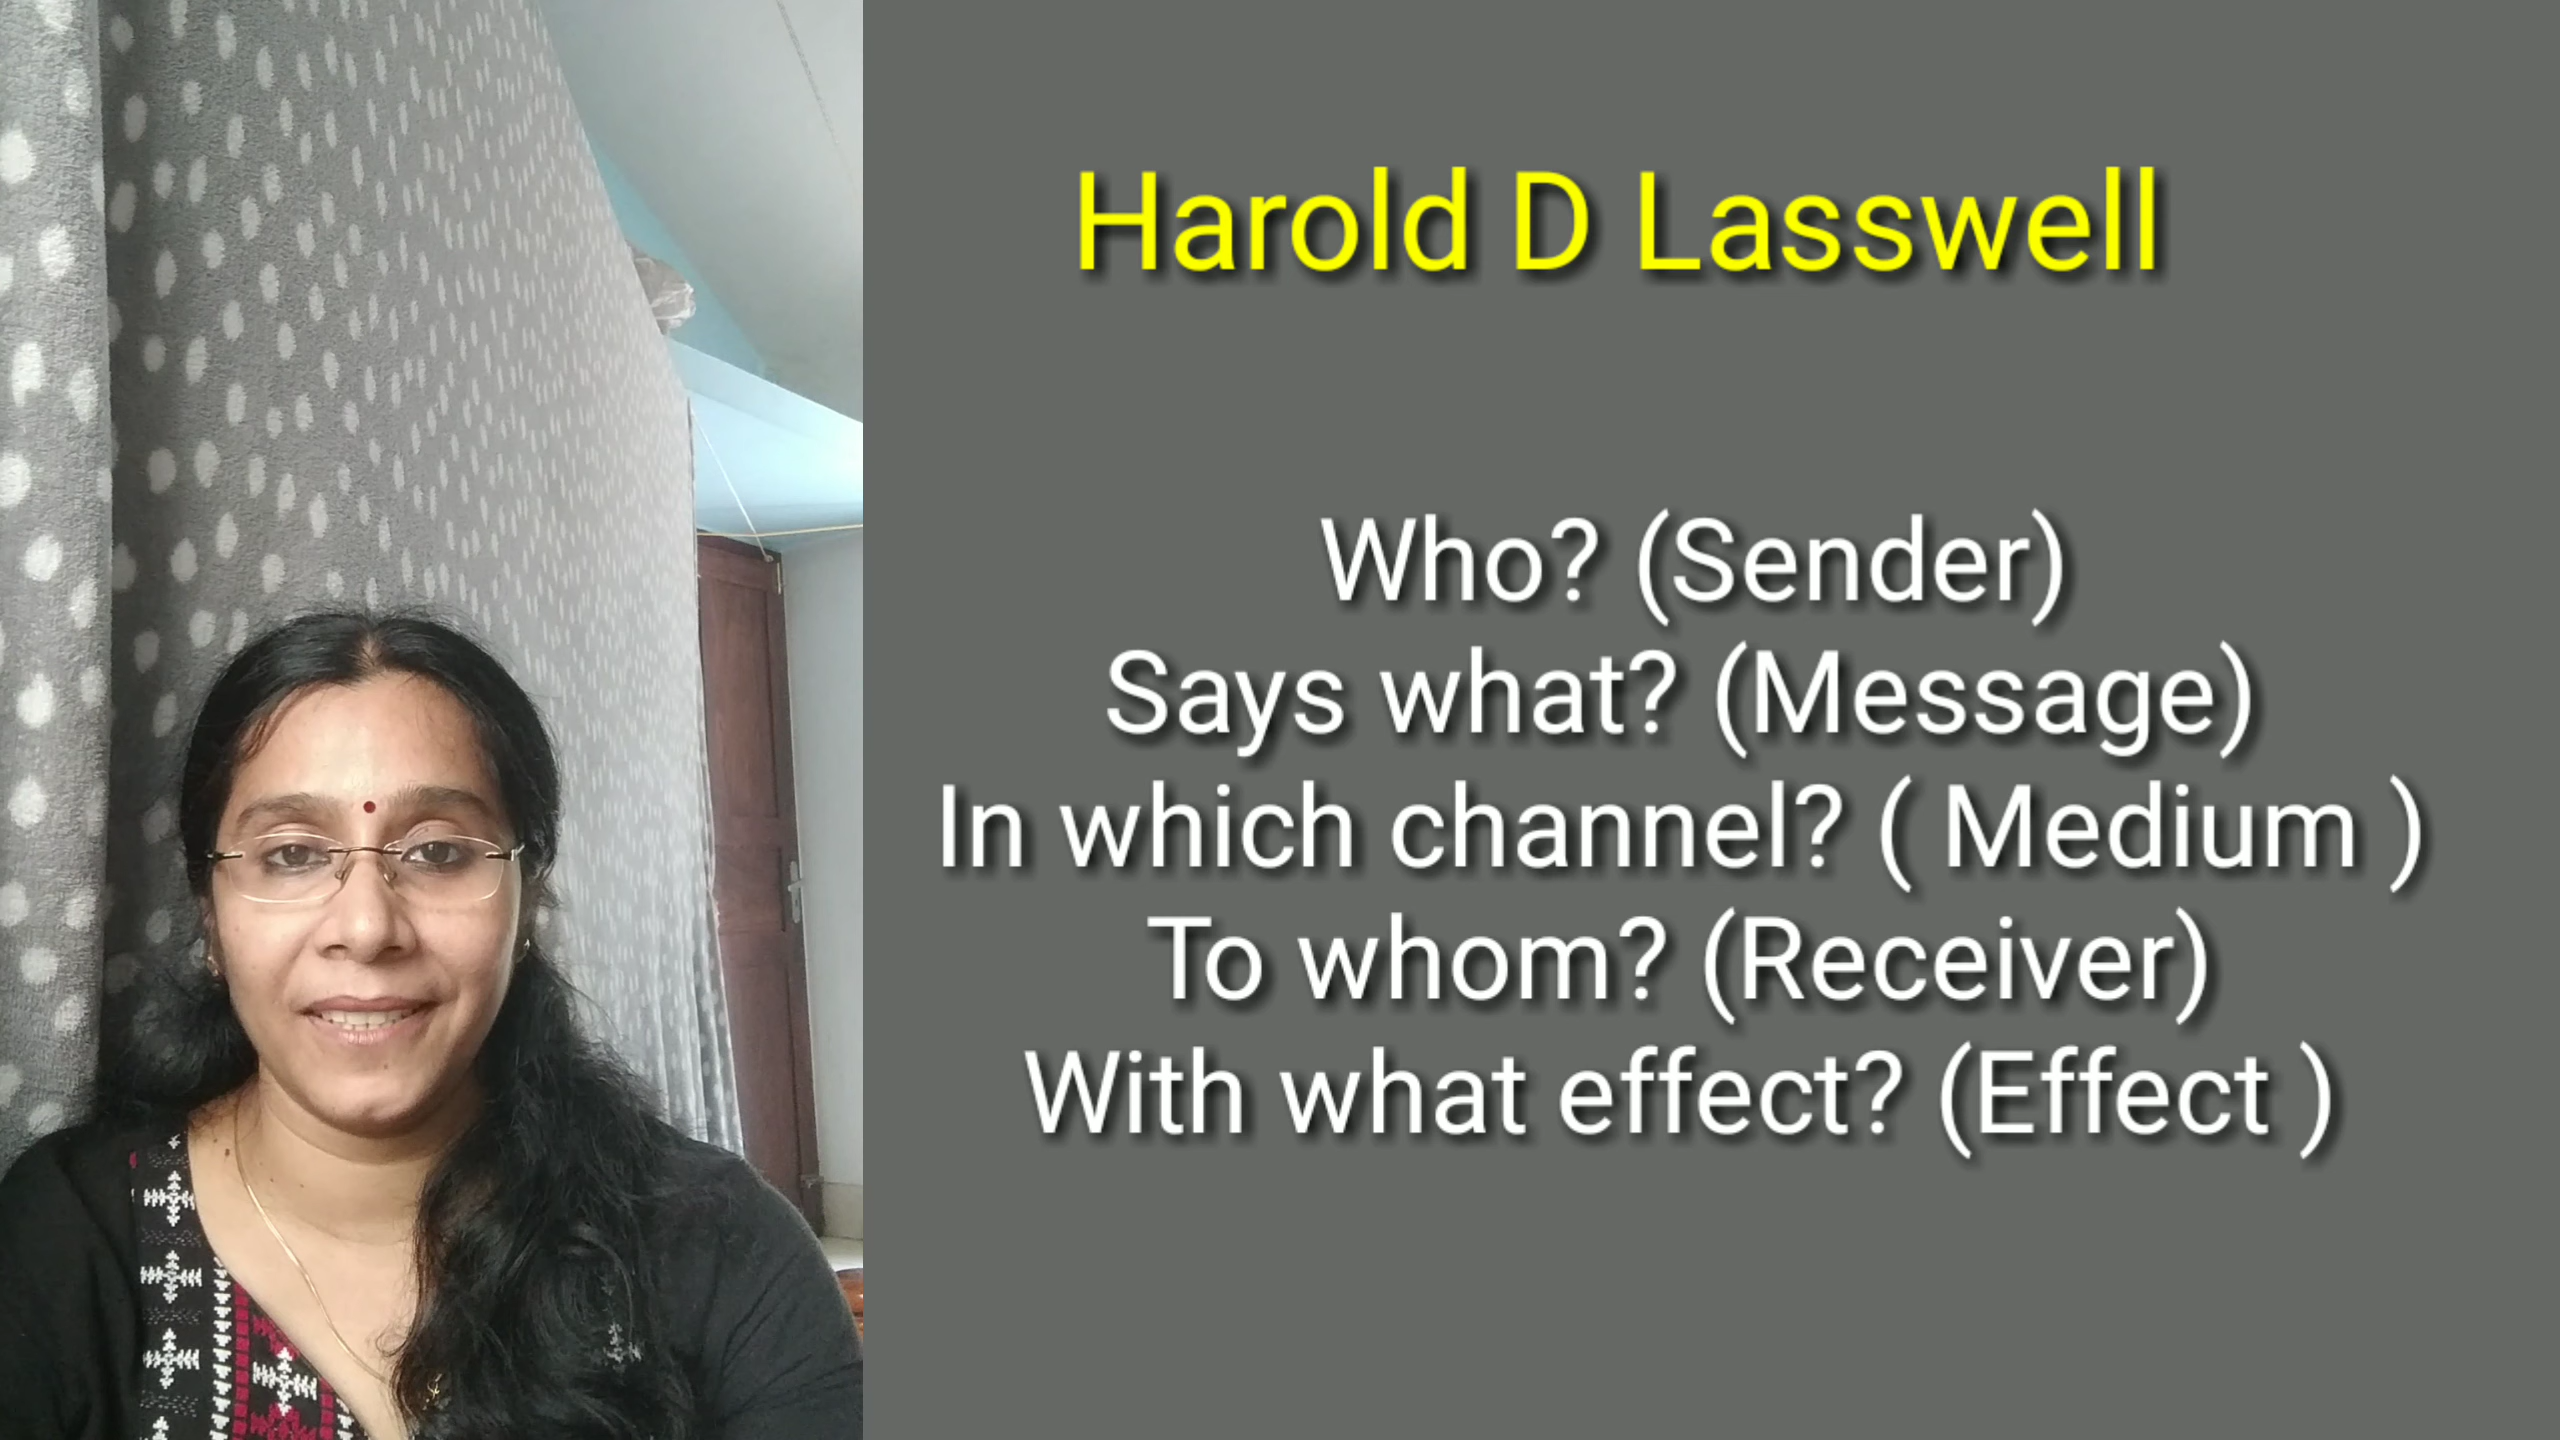 Harold D Lasswell
Who? (Sender)
Says what? (Message)
In which channel? ( Medium )
To whom? (Receiver)
With what effect? (Effect )